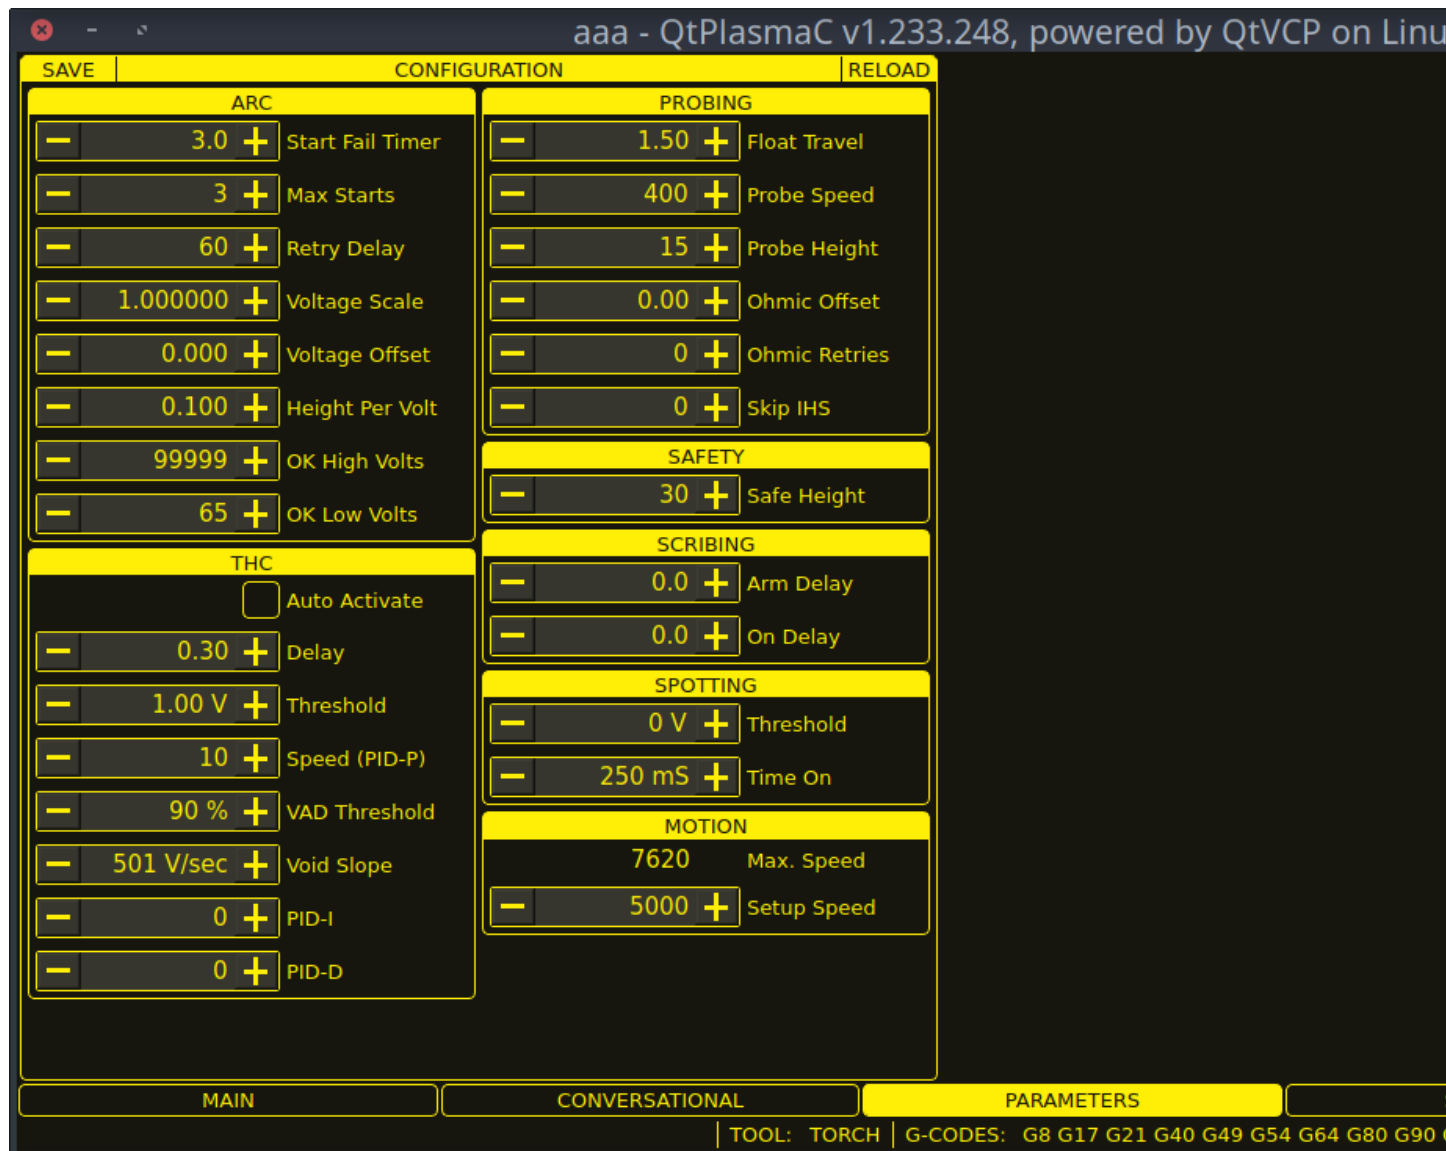 aaa - QtPlasmaC v1.233.248, powered by QtVCP on Linu
SAVE CONFIGURATION RELOAD
ARC
3.0 Start Fail Timer
3 Max Starts
60 Retry Delay
1.000000 Voltage Scale
0.000 Voltage Offset
0.100 Height Per Volt
99999 OK High Volts
65 OK Low Volts
THC
Auto Activate
0.30 Delay
1.00 V Threshold
10 Speed (PID-P)
90 % VAD Threshold
501 V/sec Void Slope
0 PID-I
0 PID-D
PROBING
1.50 Float Travel
400 Probe Speed
15 Probe Height
0.00 Ohmic Offset
0 Ohmic Retries
0 Skip IHS
SAFETY
30 Safe Height
SCRIBING
0.0 Arm Delay
0.0 On Delay
SPOTTING
0 V Threshold
250 mS Time On
MOTION
7620 Max. Speed
5000 Setup Speed
MAIN CONVERSATIONAL PARAMETERS
TOOL: TORCH G-CODES: G8 G17 G21 G40 G49 G54 G64 G80 G90